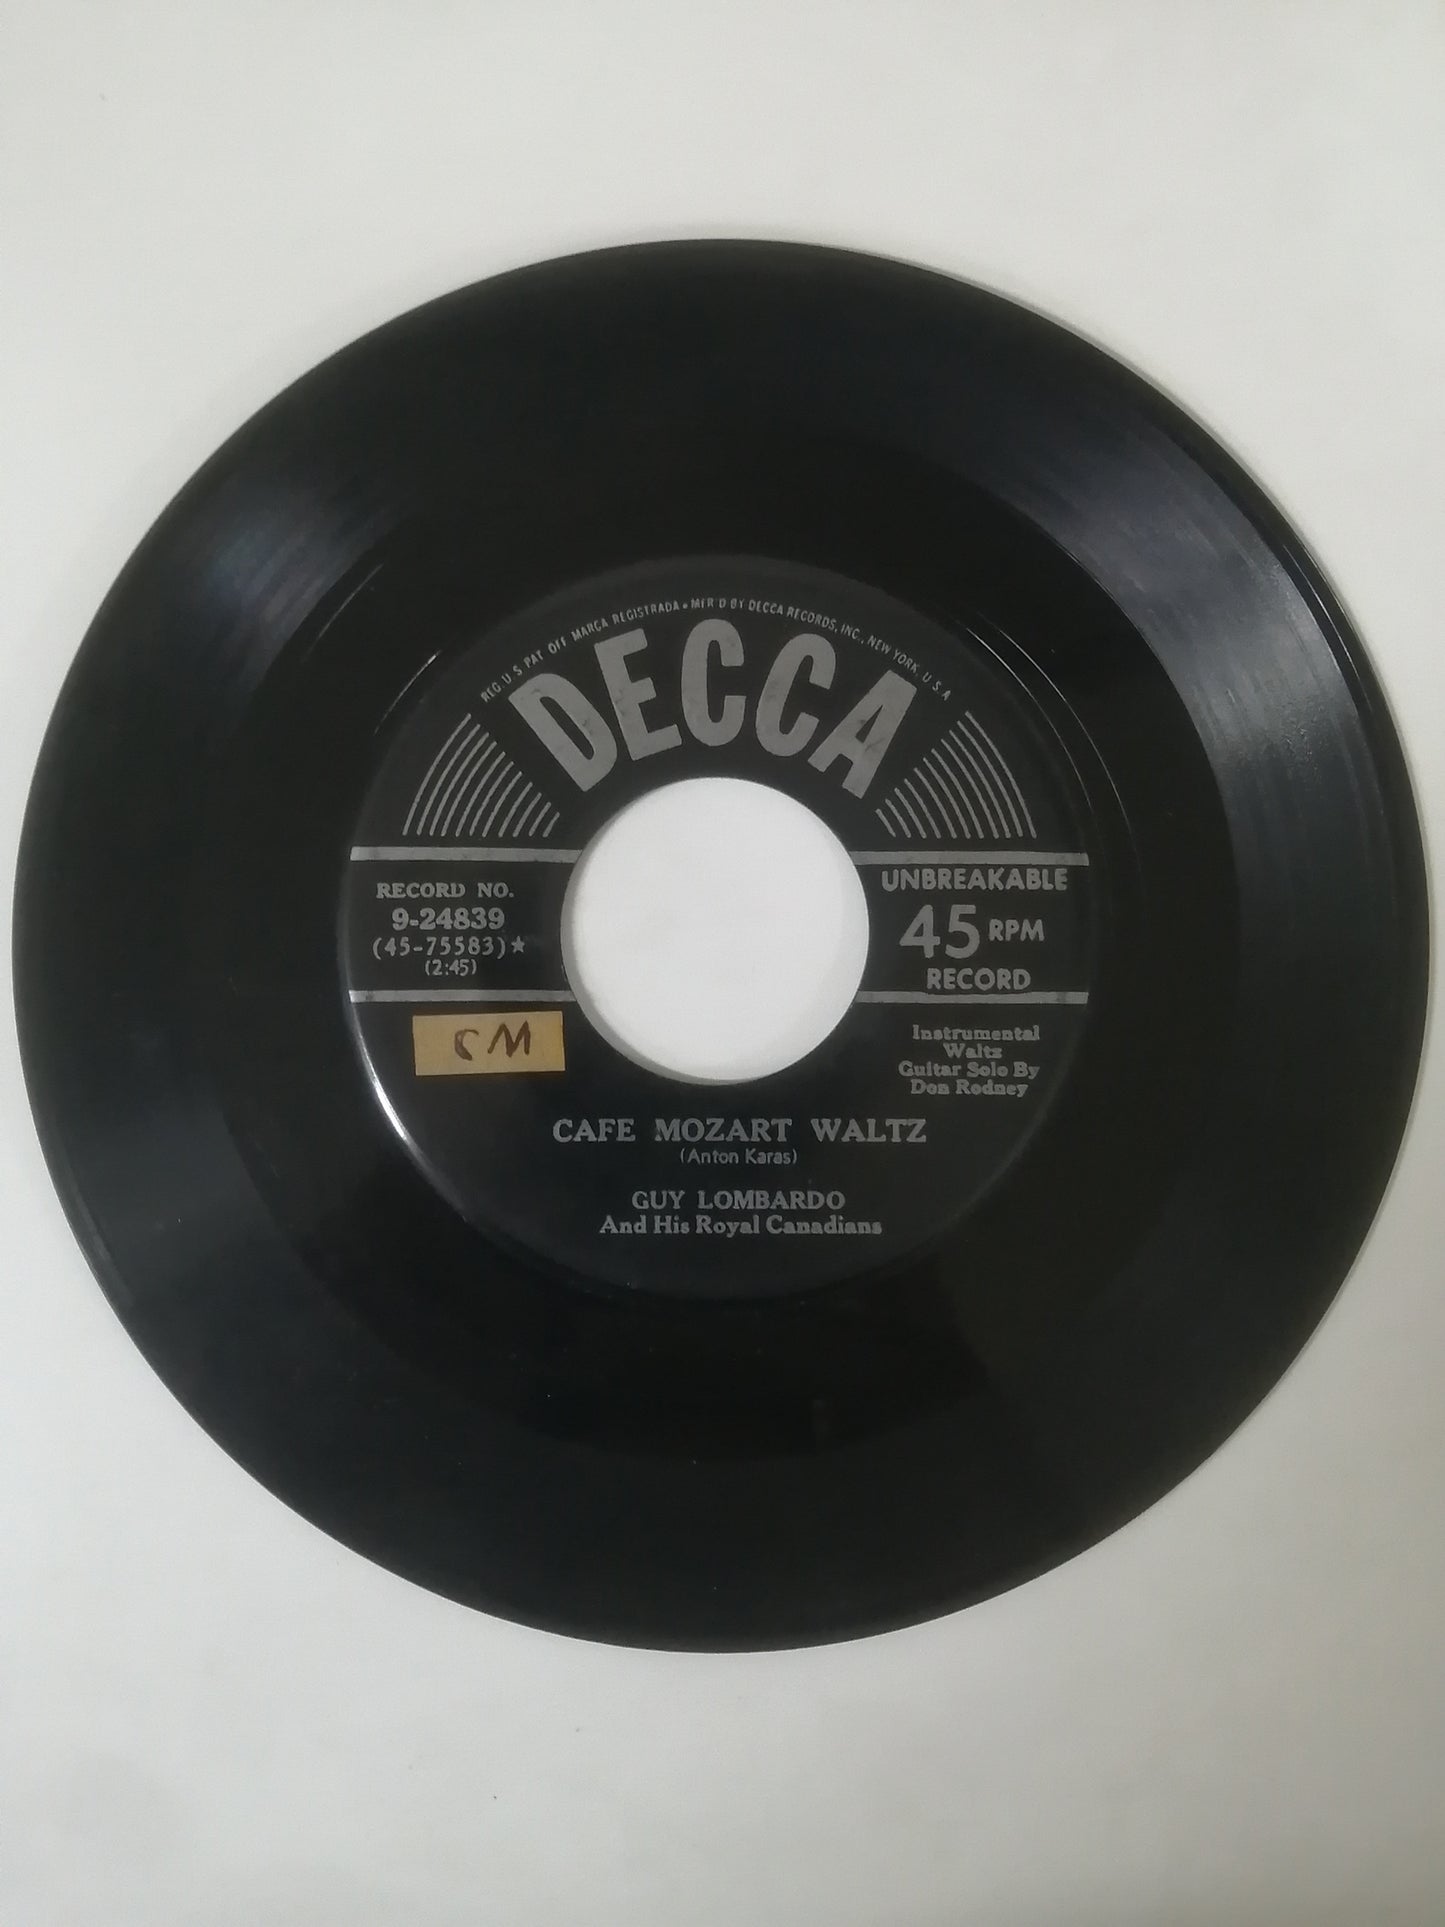 REG. U.S. PAT. OFF. MARCA REGISTRADA • MFR'D BY DECCA RECORDS, INC., NEW YORK, U.S.A.
DECCA
RECORD NO.
9-24839
(45-75583)★
(2:45)
UNBREAKABLE
45 RPM
RECORD
Instrumental
Waltz
Guitar Solo By
Don Rodney
CAFE MOZART WALTZ
(Anton Karas)
GUY LOMBARDO
And His Royal Canadians